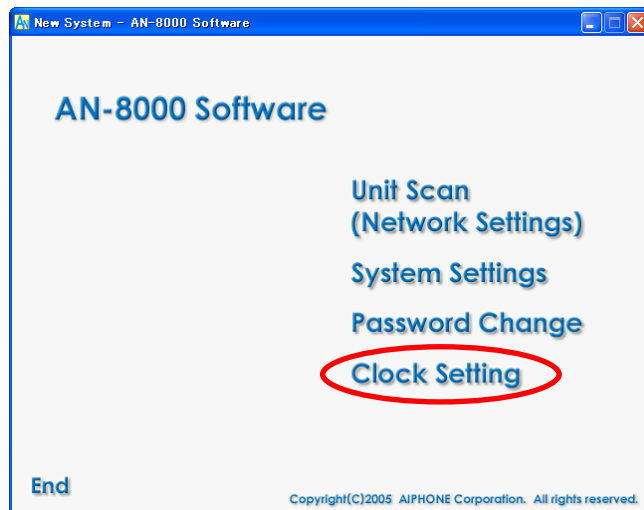 AN New System - AN-8000 Software
AN-8000 Software
Unit Scan
(Network Settings)
System Settings
Password Change
Clock Setting
End
Copyright(C)2005 AIPHONE Corporation. All rights reserved.